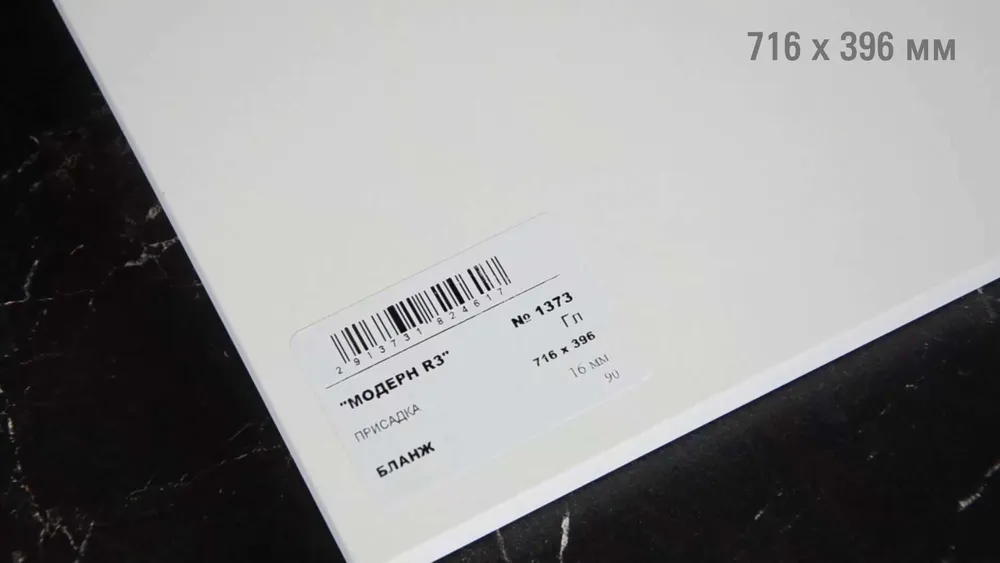 716 x 396 мм
2 913731 824617
№ 1373
"МОДЕРН R3"
Гл
716 x 396
ПРИСАДКА
16 мм
90
БЛАНЖ